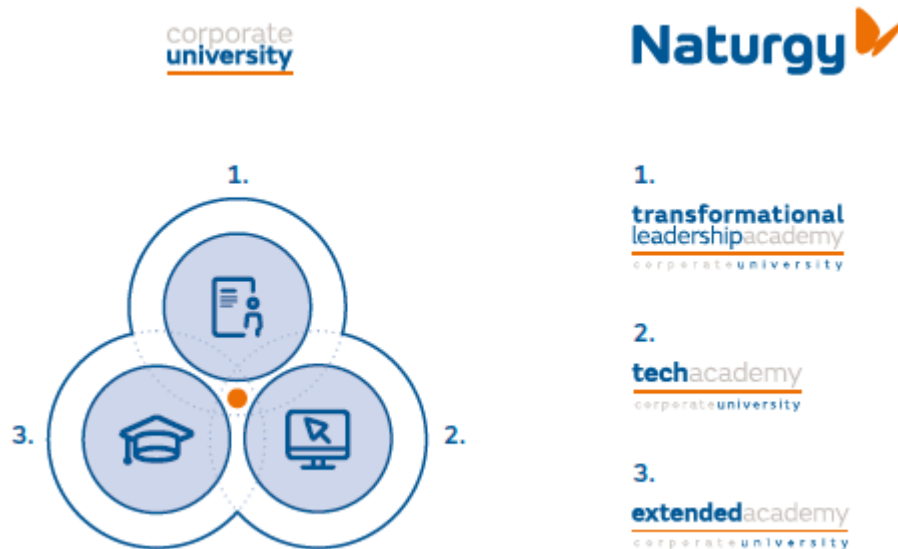 corporate
university
Naturgy
1.
3.
2.
1.
transformational
leadershipacademy
corporateuniversity
2.
techacademy
corporateuniversity
3.
extendedacademy
corporateuniversity